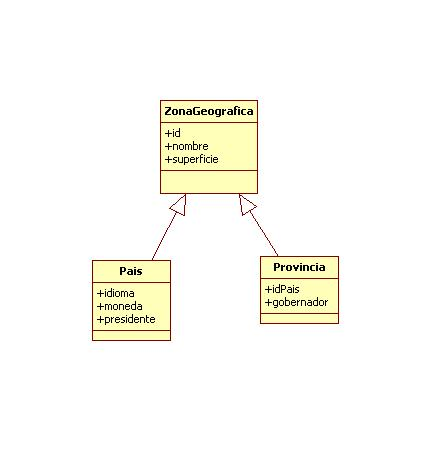 ZonaGeografica
+id
+nombre
+superficie
Pais
+idioma
+moneda
+presidente
Provincia
+idPais
+gobernador